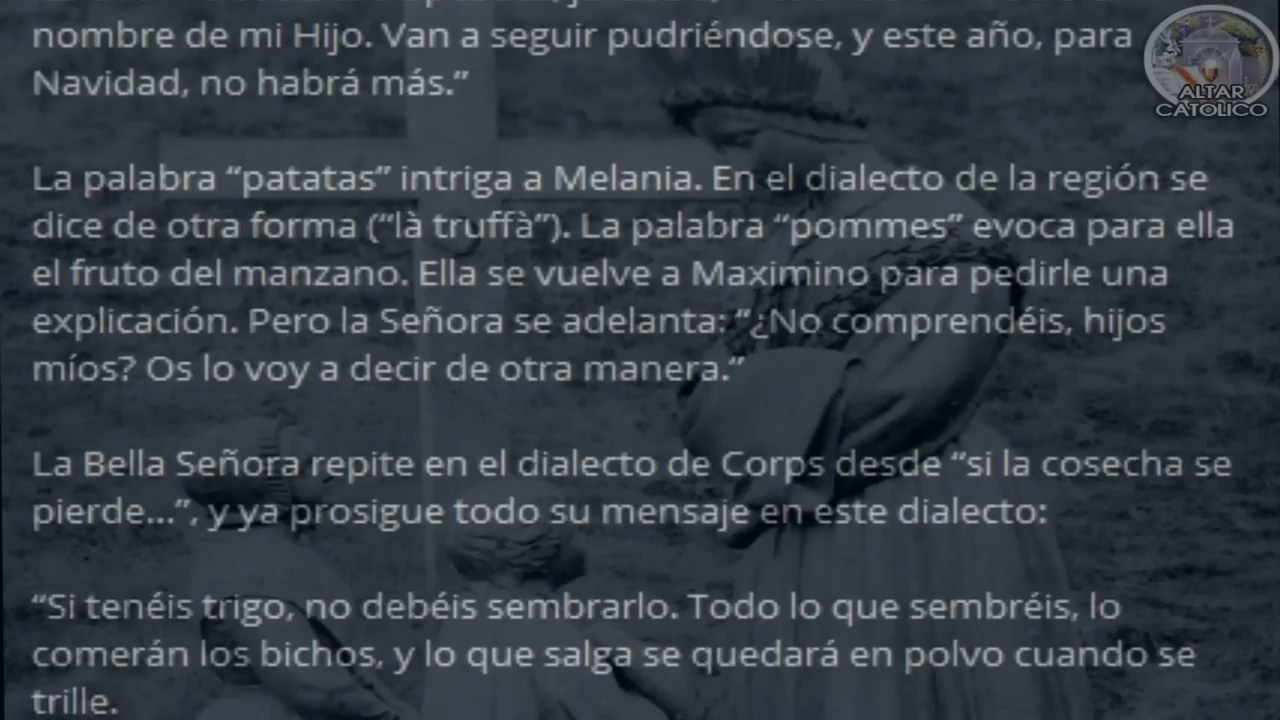 nombre de mi Hijo. Van a seguir pudriéndose, y este año, para
Navidad, no habrá más.”
La palabra “patatas” intriga a Melania. En el dialecto de la región se
dice de otra forma (“là truffà”). La palabra “pommes” evoca para ella
el fruto del manzano. Ella se vuelve a Maximino para pedirle una
explicación. Pero la Señora se adelanta: “¿No comprendéis, hijos
míos? Os lo voy a decir de otra manera.”
La Bella Señora repite en el dialecto de Corps desde “si la cosecha se
pierde...”, y ya prosigue todo su mensaje en este dialecto:
“Si tenéis trigo, no debéis sembrarlo. Todo lo que sembréis, lo
comerán los bichos, y lo que salga se quedará en polvo cuando se
trille.
ALTAR
CATOLICO